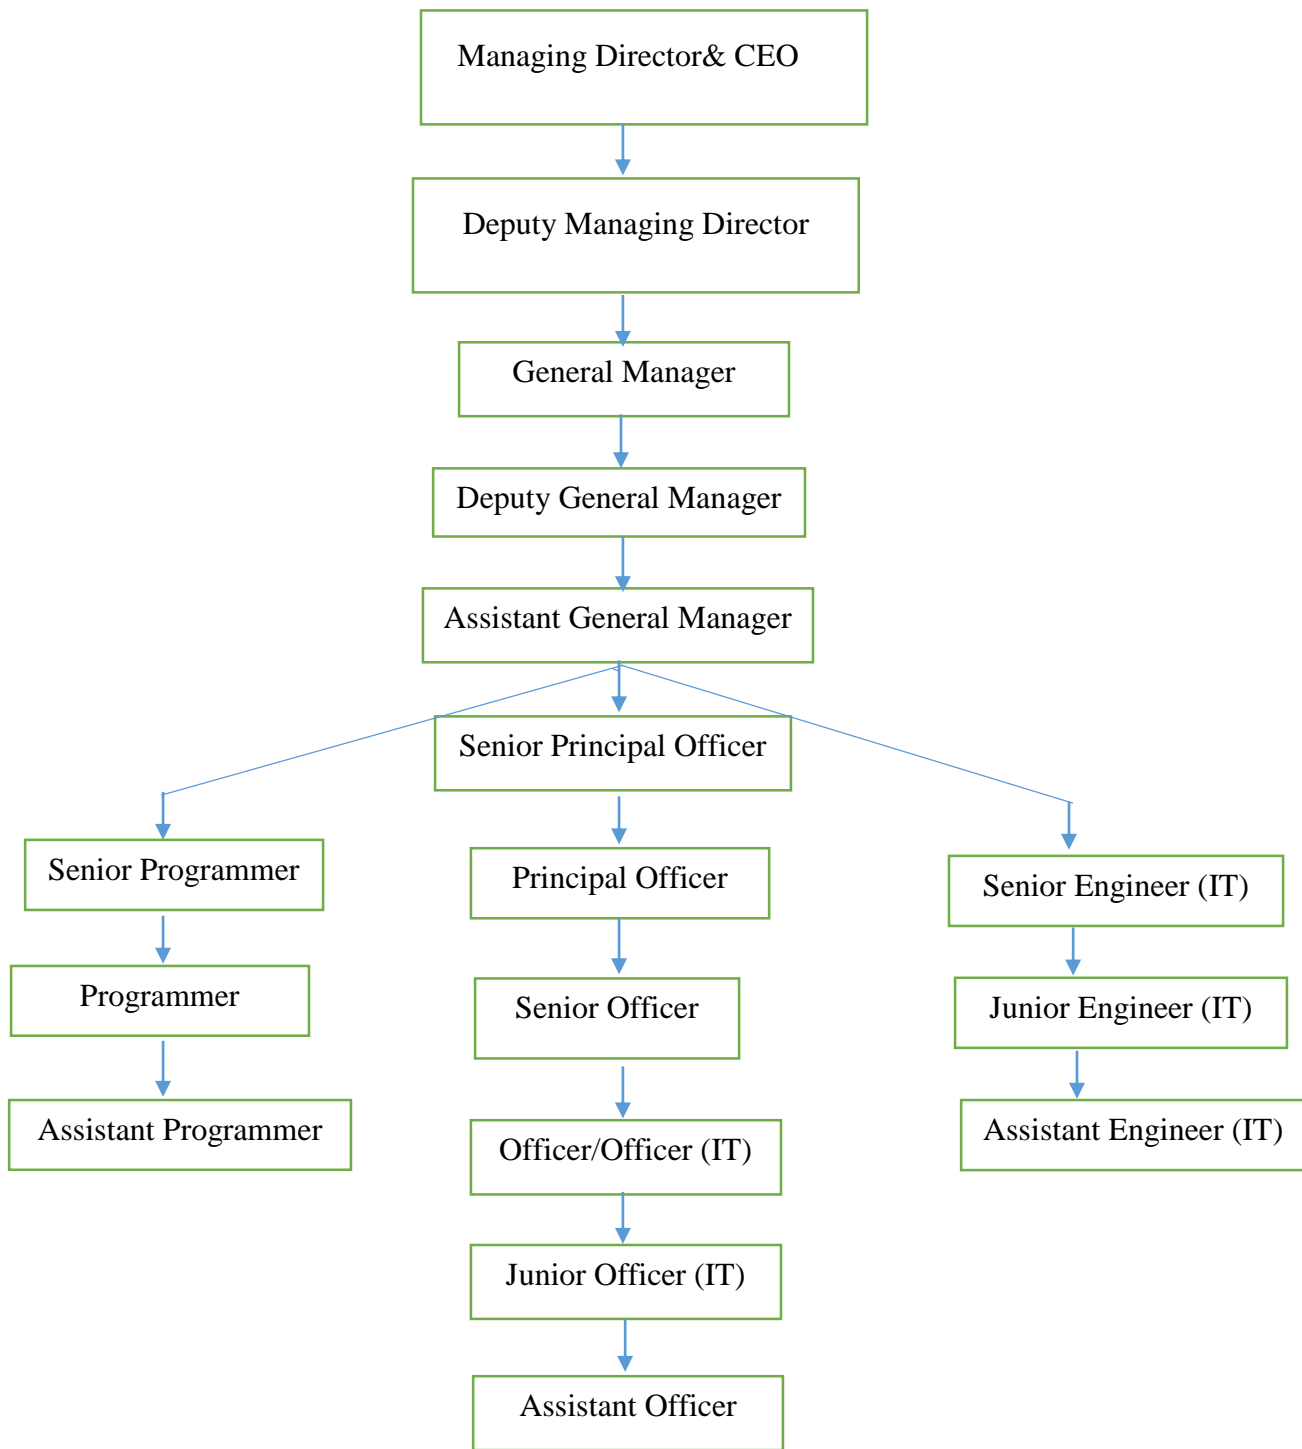 Managing Director& CEO
Deputy Managing Director
General Manager
Deputy General Manager
Assistant General Manager
Senior Principal Officer
Senior Programmer
Principal Officer
Senior Engineer (IT)
Programmer
Senior Officer
Junior Engineer (IT)
Assistant Programmer
Officer/Officer (IT)
Assistant Engineer (IT)
Junior Officer (IT)
Assistant Officer